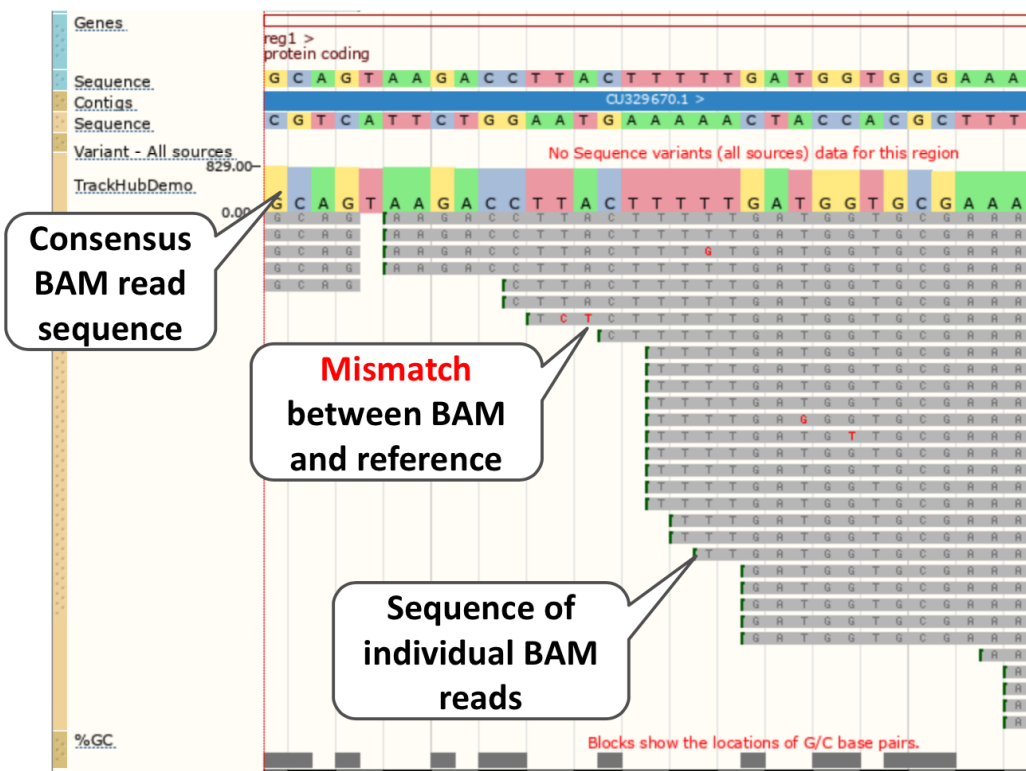 Genes
reg1 >
protein coding
Sequence
G C A G T A A G A C C T T A C T T T T T G A T G G T G C G A A A
Contigs
CU329670.1 >
Sequence
C G T C A T T C T G G A A T G A A A A A C T A C C A C G C T T T
Variant - All sources
No Sequence variants (all sources) data for this region
829.00
TrackHubDemo
0.00
G C A G T A A G A C C T T A C T T T T T G A T G G T G C G A A A
G C A G A A G A C C T T A C T T T T T G A T G G T G C G A A A
G C A G A A G A C C T T A C T T T T T G A T G G T G C G A A A
G C A G A A G A C C T T A C T T T G T G A T G G T G C G A A A
G C A G A A G A C C T T A C T T T T T G A T G G T G C G A A A
G C A G C T T A C T T T T T G A T G G T G C G A A A
C T T A C T T T T T G A T G G T G C G A A A
T C T C T T T T T G A T G G T G C G A A A
C T T T T T G A T G G T G C G A A A
T T T T G A T G G T G C G A A A
T T T T G A T G G T G C G A A A
T T T T G A T G G T G C G A A A
T T T T G A T G G T G C G A A A
T T T T G A G G G T G C G A A A
T T T T G A T G T T G C G A A A
T T T T G A T G G T G C G A A A
T T T T G A T G G T G C G A A A
T T T T G A T G G T G C G A A A
T T T T G A T G G T G C G A A A
T T T G A T G G T G C G A A A
T T T G A T G G T G C G A A A
T T G A T G G T G C G A A A
G A T G G T G C G A A A
G A T G G T G C G A A A
G A T G G T G C G A A A
G A T G G T G C G A A A
G A T G G T G C G A A A
A A
A
A
A
A
Consensus
BAM read
sequence
Mismatch
between BAM
and reference
Sequence of
individual BAM
reads
%GC
Blocks show the locations of G/C base pairs.